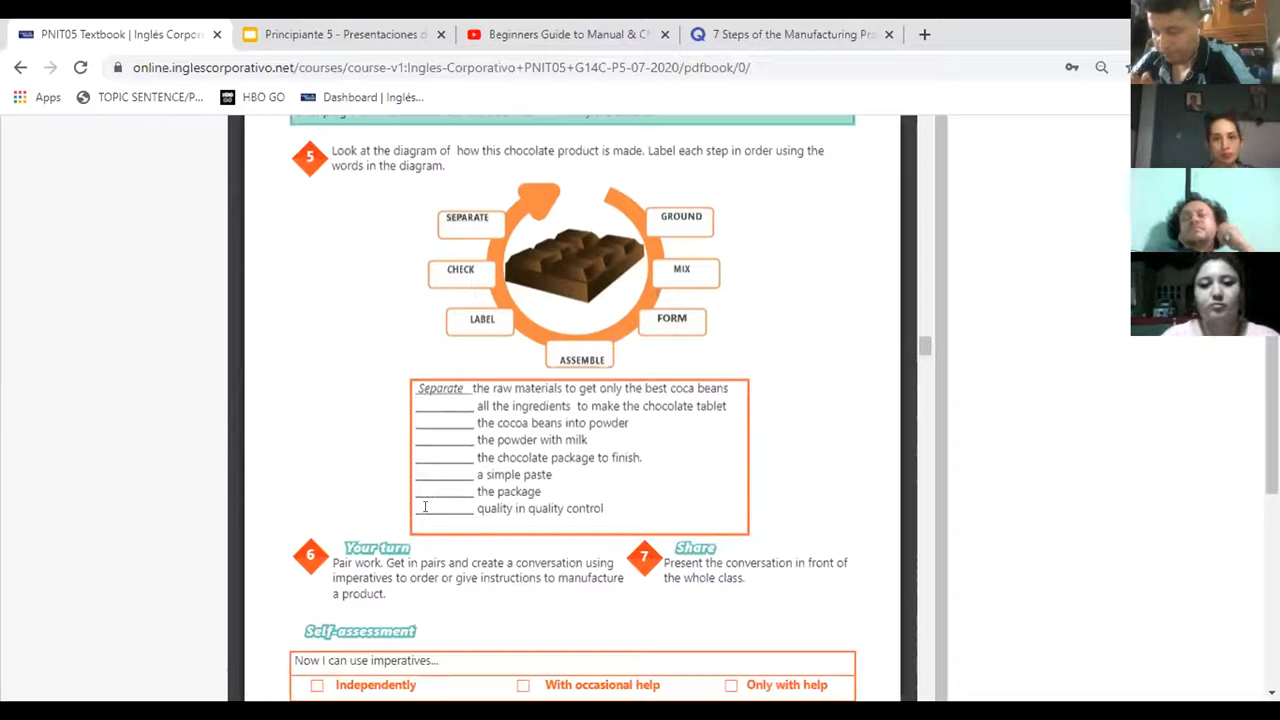 PNIT05 Textbook | Inglés Corpor
Principiante 5 - Presentaciones d
Beginners Guide to Manual & C
7 Steps of the Manufacturing Pro
online.inglescorporativo.net/courses/course-v1:Ingles-Corporativo+PNIT05+G14C-P5-07-2020/pdfbook/0/
Apps
TOPIC SENTENCE/P...
HBO GO
Dashboard | Inglés...
5
Look at the diagram of how this chocolate product is made. Label each step in order using the
words in the diagram.
SEPARATE
GROUND
CHECK
MIX
LABEL
FORM
ASSEMBLE
Separate the raw materials to get only the best coca beans
________ all the ingredients to make the chocolate tablet
________ the cocoa beans into powder
________ the powder with milk
________ the chocolate package to finish.
________ a simple paste
________ the package
________ quality in quality control
6
Your turn
Pair work. Get in pairs and create a conversation using
imperatives to order or give instructions to manufacture
a product.
7
Share
Present the conversation in front of
the whole class.
Self-assessment
Now I can use imperatives...
Independently
With occasional help
Only with help